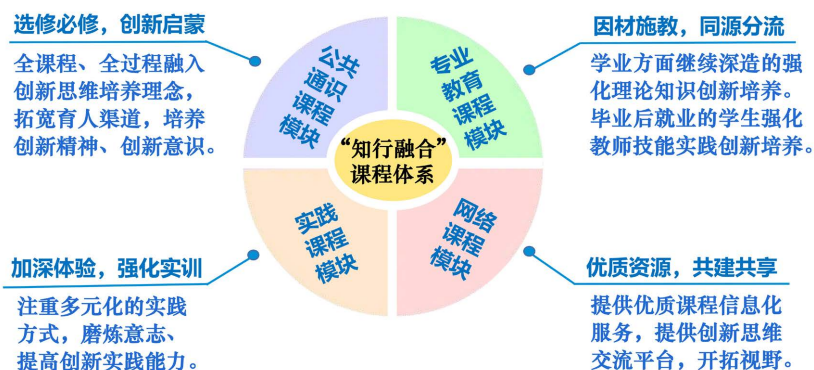 选修必修，创新启蒙
全课程、全过程融入
创新思维培养理念，
拓宽育人渠道，培养
创新精神、创新意识。
公共
通识
课程
模块
专业
教育
课程
模块
因材施教，同源分流
学业方面继续深造的强
化理论知识创新培养。
毕业后就业的学生强化
教师技能实践创新培养。
“知行融合”
课程体系
加深体验，强化实训
注重多元化的实践
方式，磨炼意志、
提高创新实践能力。
实践
课程
模块
网络
课程
模块
优质资源，共建共享
提供优质课程信息化
服务，提供创新思维
交流平台，开拓视野。